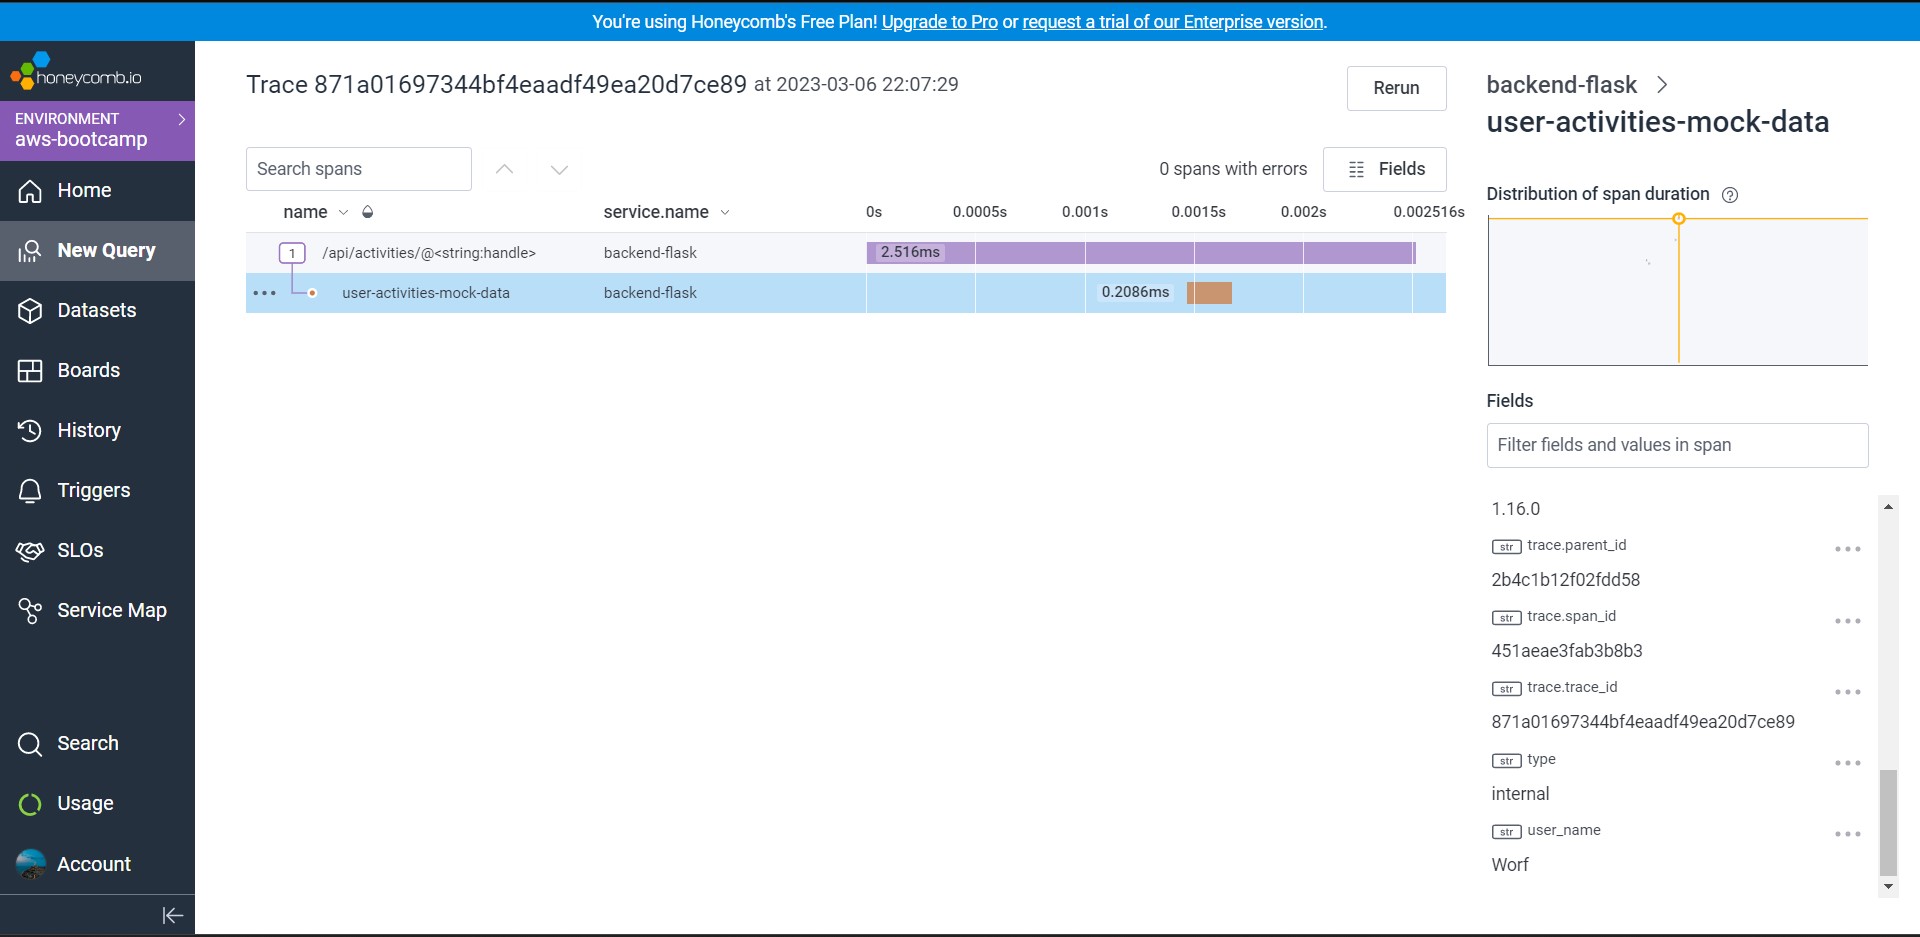 You're using Honeycomb's Free Plan! Upgrade to Pro or request a trial of our Enterprise version.
honeycomb.io
ENVIRONMENT
aws-bootcamp
Home
New Query
Datasets
Boards
History
Triggers
SLOs
Service Map
Search
Usage
Account
Trace 871a01697344bf4eaadf49ea20d7ce89 at 2023-03-06 22:07:29
Rerun
Search spans
0 spans with errors
Fields
name service.name 0s 0.0005s 0.001s 0.0015s 0.002s 0.002516s
1 /api/activities/@<string:handle> backend-flask 2.516ms
user-activities-mock-data backend-flask 0.2086ms
backend-flask
user-activities-mock-data
Distribution of span duration
Fields
Filter fields and values in span
1.16.0
str trace.parent_id
2b4c1b12f02fdd58
str trace.span_id
451aeae3fab3b8b3
str trace.trace_id
871a01697344bf4eaadf49ea20d7ce89
str type
internal
str user_name
Worf